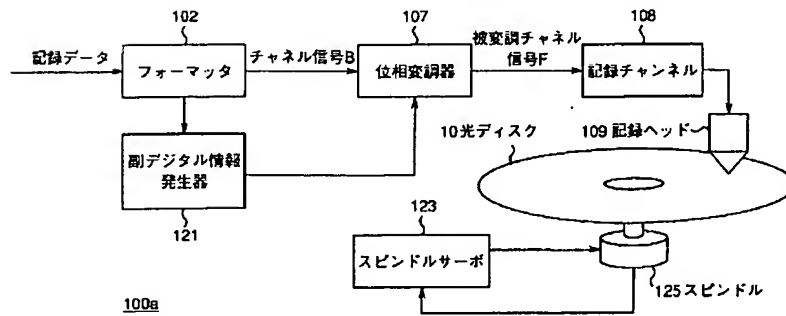 102
107
108
記録データ
フォーマッタ
チャネル信号B
位相変調器
被変調チャネル
信号F
記録チャンネル
10光ディスク
109記録ヘッド
副デジタル情報
発生器
121
123
スピンドルサーボ
125スピンドル
100a